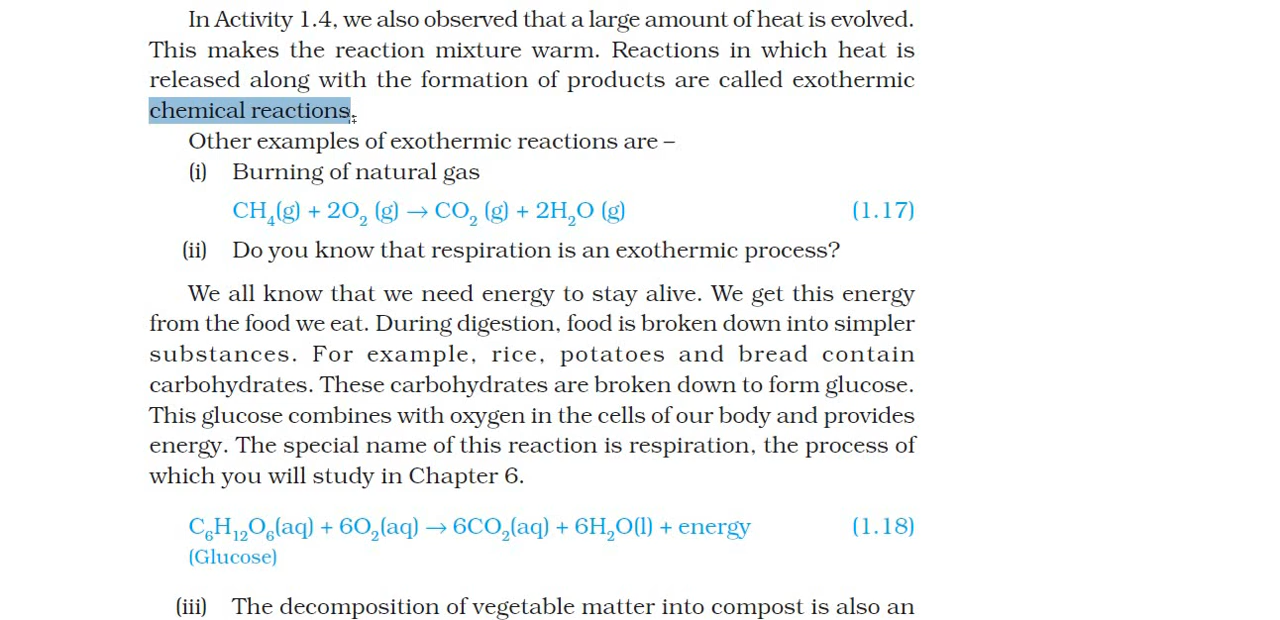 In Activity 1.4, we also observed that a large amount of heat is evolved.
This makes the reaction mixture warm. Reactions in which heat is
released along with the formation of products are called exothermic
chemical reactions.
Other examples of exothermic reactions are –
(i) Burning of natural gas
CH₄(g) + 2O₂ (g) → CO₂ (g) + 2H₂O (g) (1.17)
(ii) Do you know that respiration is an exothermic process?
We all know that we need energy to stay alive. We get this energy
from the food we eat. During digestion, food is broken down into simpler
substances. For example, rice, potatoes and bread contain
carbohydrates. These carbohydrates are broken down to form glucose.
This glucose combines with oxygen in the cells of our body and provides
energy. The special name of this reaction is respiration, the process of
which you will study in Chapter 6.
C₆H₁₂O₆(aq) + 6O₂(aq) → 6CO₂(aq) + 6H₂O(l) + energy (1.18)
(Glucose)
(iii) The decomposition of vegetable matter into compost is also an